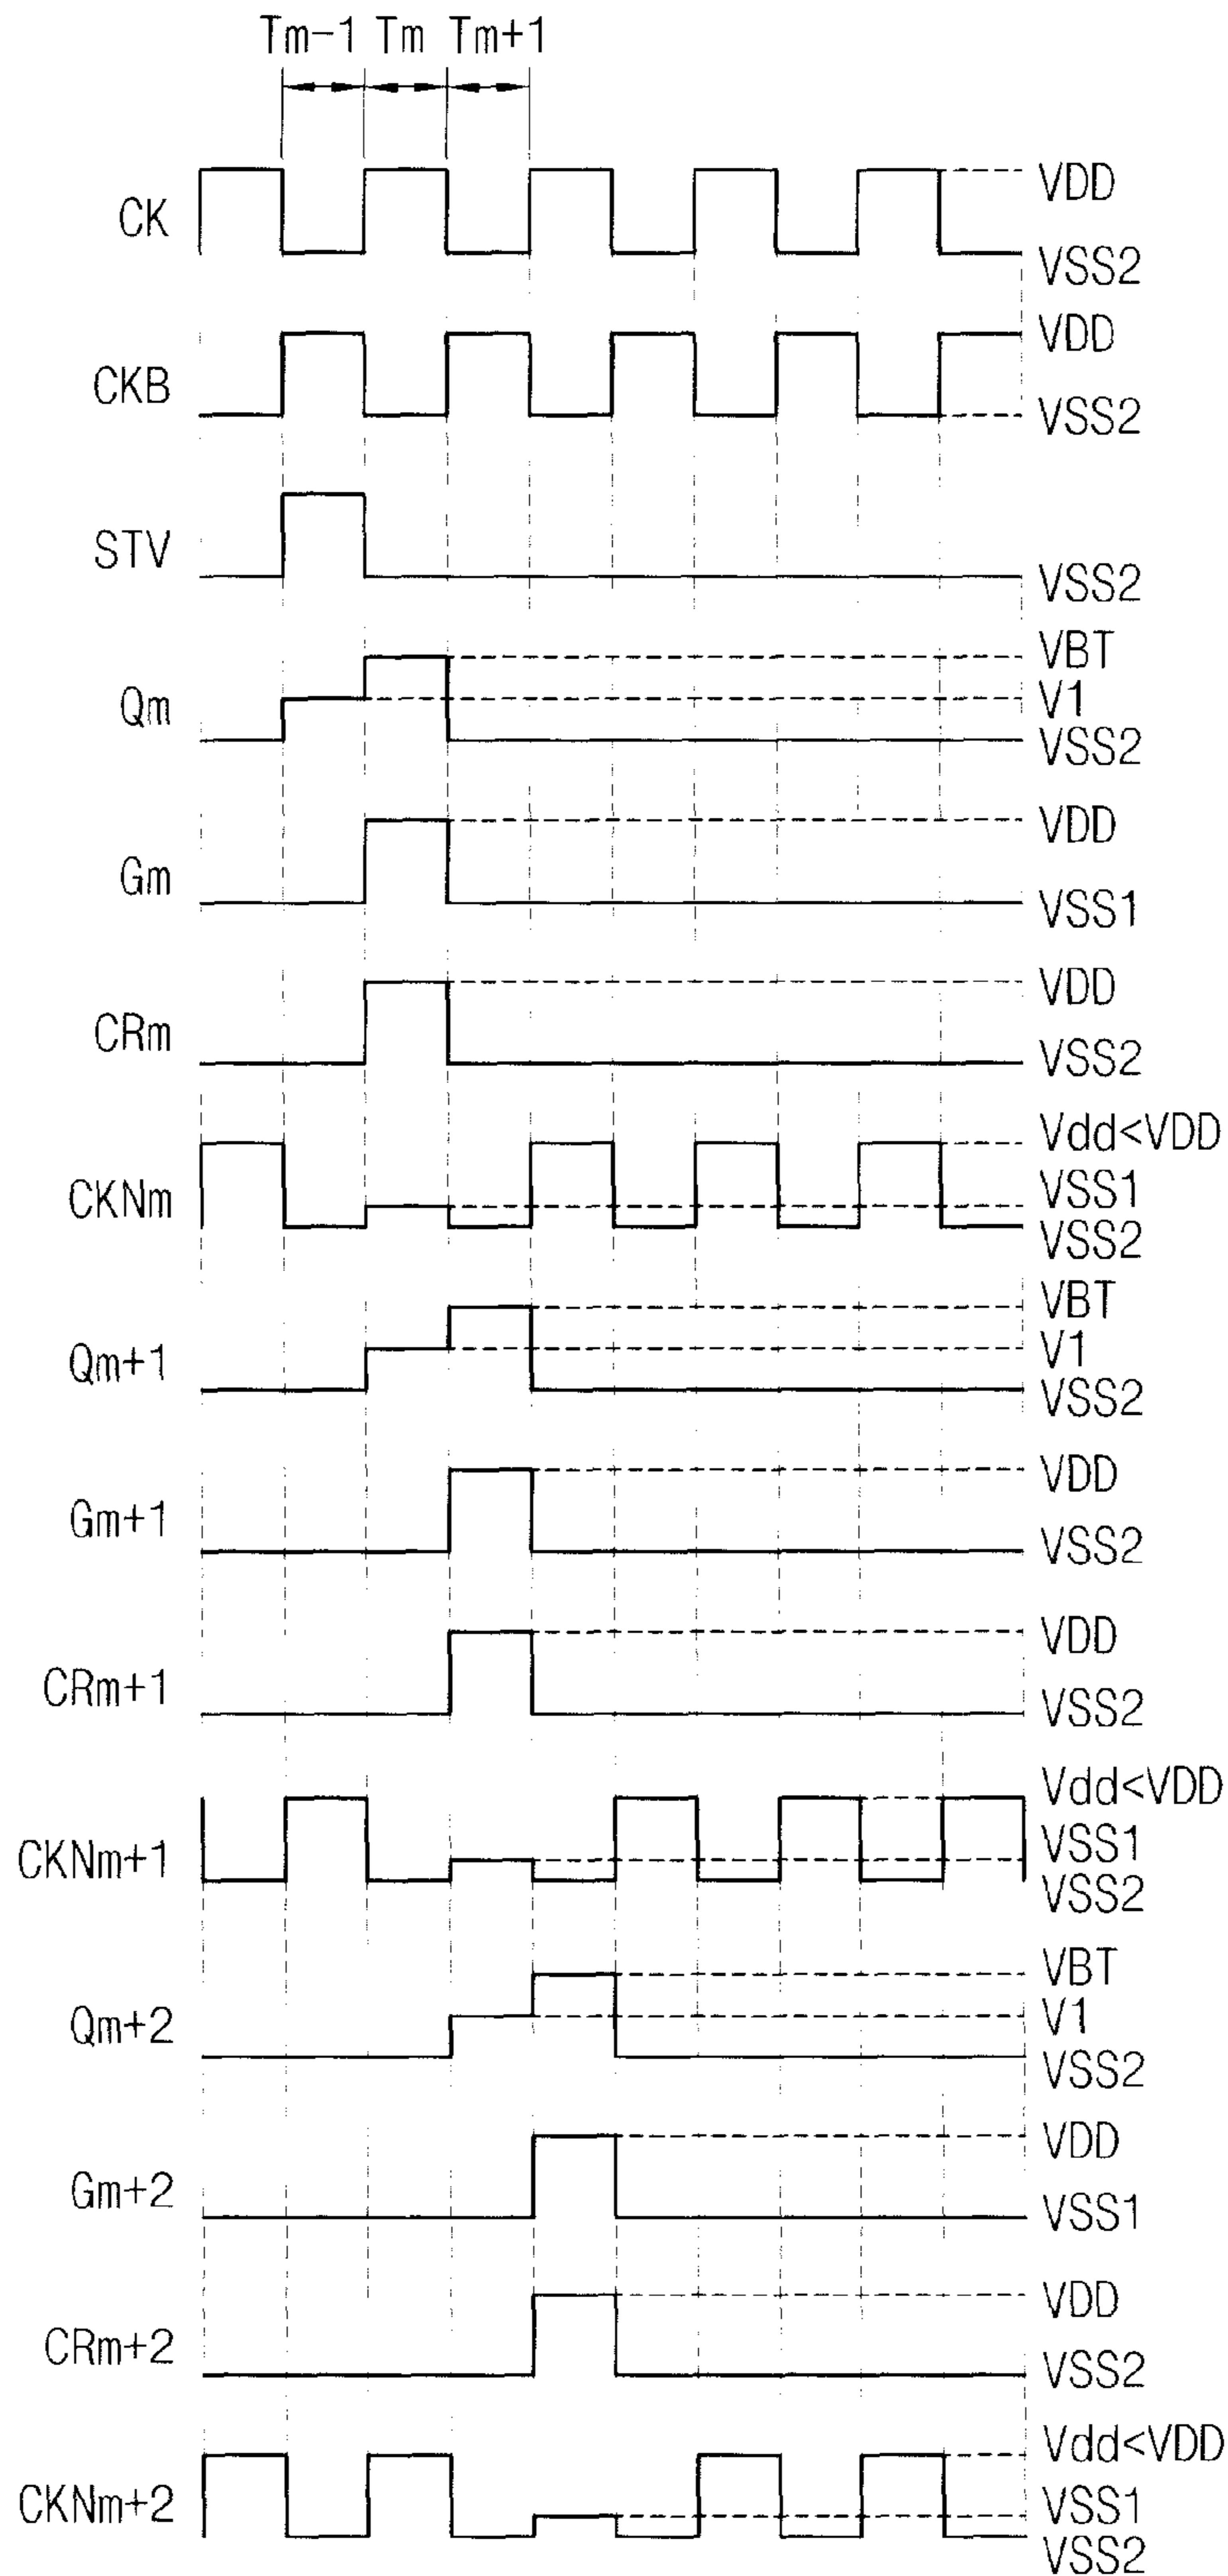 Tm-1 Tm Tm+1
CK VDD
VSS2
CKB VDD
VSS2
STV VSS2
Qm VBT
V1
VSS2
Gm VDD
VSS1
CRm VDD
VSS2
CKNm Vdd<VDD
VSS1
VSS2
Qm+1 VBT
V1
VSS2
Gm+1 VDD
VSS2
CRm+1 VDD
VSS2
CKNm+1 Vdd<VDD
VSS1
VSS2
Qm+2 VBT
V1
VSS2
Gm+2 VDD
VSS1
CRm+2 VDD
VSS2
CKNm+2 Vdd<VDD
VSS1
VSS2